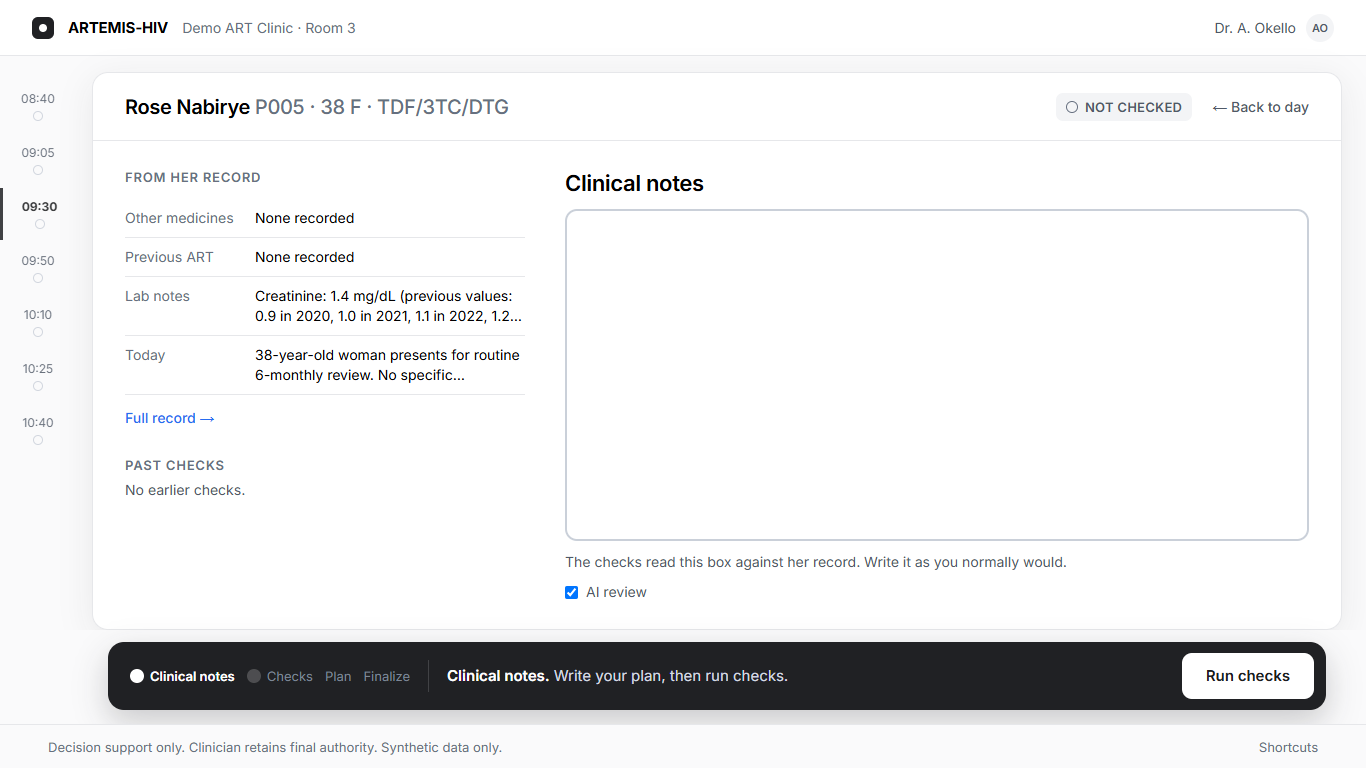 ARTEMIS-HIV Demo ART Clinic · Room 3
Dr. A. Okello AO
08:40
09:05
09:30
09:50
10:10
10:25
10:40
Rose Nabirye P005 · 38 F · TDF/3TC/DTG
NOT CHECKED
← Back to day
FROM HER RECORD
Other medicines None recorded
Previous ART None recorded
Lab notes Creatinine: 1.4 mg/dL (previous values:
0.9 in 2020, 1.0 in 2021, 1.1 in 2022, 1.2...
Today 38-year-old woman presents for routine
6-monthly review. No specific...
Full record →
PAST CHECKS
No earlier checks.
Clinical notes
The checks read this box against her record. Write it as you normally would.
AI review
Clinical notes Checks Plan Finalize
Clinical notes. Write your plan, then run checks.
Run checks
Decision support only. Clinician retains final authority. Synthetic data only.
Shortcuts